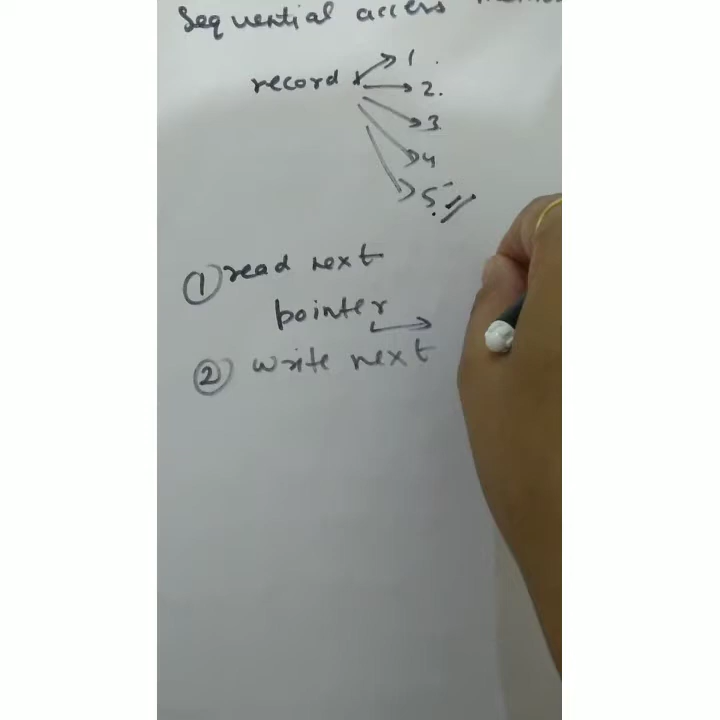 Sequential access
record 1.
2.
3
4
5.
① read next
pointer
② write next